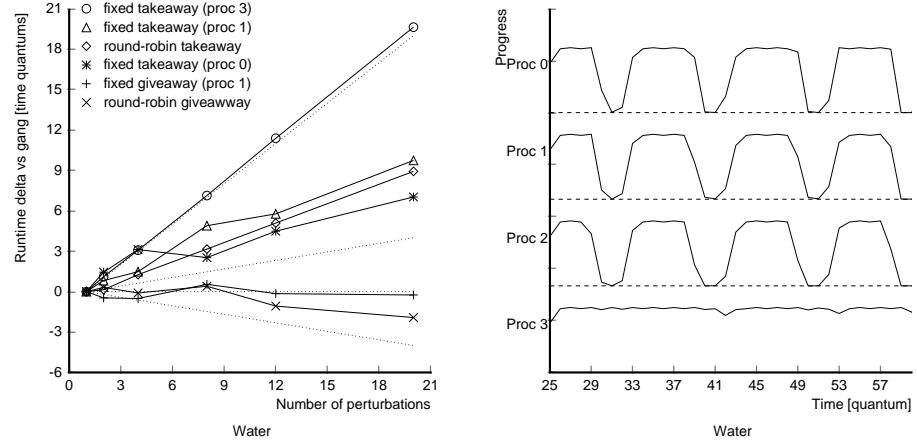 Runtime delta vs gang [time quantums]
21
18
15
12
9
6
3
0
-3
-6
fixed takeaway (proc 3)
fixed takeaway (proc 1)
round-robin takeaway
fixed takeaway (proc 0)
fixed giveaway (proc 1)
round-robin giveawway
0 3 6 9 12 15 18 21
Number of perturbations
Water
Progress
Proc 0
Proc 1
Proc 2
Proc 3
25 29 33 37 41 45 49 53 57
Time [quantum]
Water